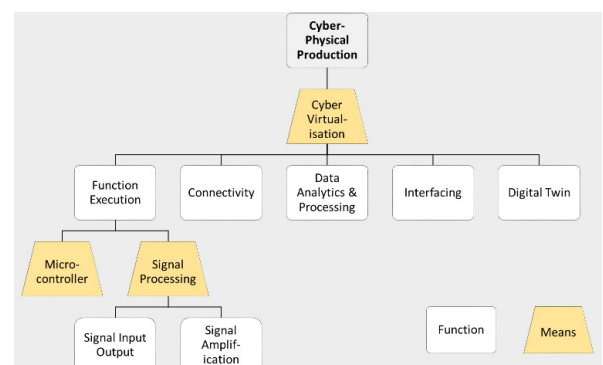 Cyber-
Physical
Production
Cyber
Virtual-
isation
Function
Execution
Connectivity
Data
Analytics &
Processing
Interfacing
Digital Twin
Micro-
controller
Signal
Processing
Signal Input
Output
Signal
Amplif-
ication
Function
Means